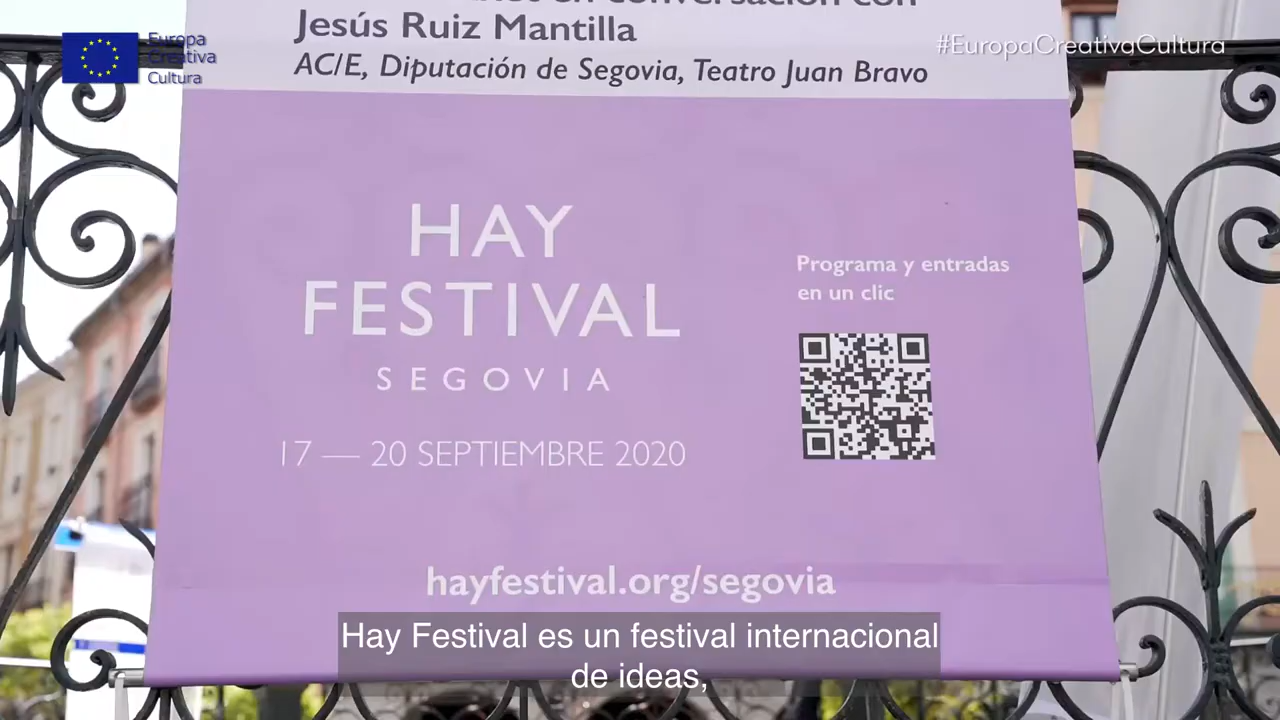 Jesús Ruiz Mantilla
AC/E, Diputación de Segovia, Teatro Juan Bravo
Europa
Creativa
Cultura
#EuropaCreativaCultura
HAY
FESTIVAL
SEGOVIA
17 — 20 SEPTIEMBRE 2020
Programa y entradas
en un clic
hayfestival.org/segovia
Hay Festival es un festival internacional
de ideas,